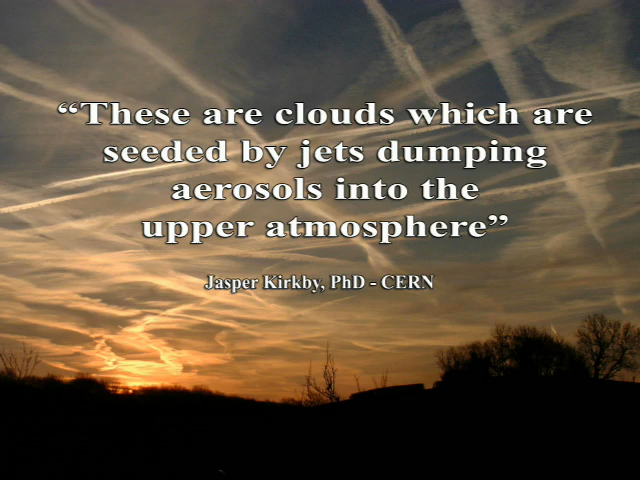 “These are clouds which are
seeded by jets dumping
aerosols into the
upper atmosphere”
Jasper Kirkby, PhD - CERN